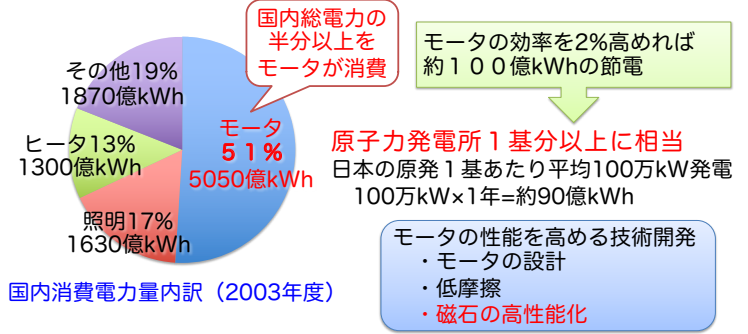 国内総電力の
半分以上を
モータが消費
モータの効率を2%高めれば
約１００億kWhの節電
その他19%
1870億kWh
ヒータ13%
1300億kWh
モータ
５１%
5050億kWh
照明17%
1630億kWh
国内消費電力量内訳（2003年度）
原子力発電所１基分以上に相当
日本の原発１基あたり平均100万kW発電
100万kW×1年=約90億kWh
モータの性能を高める技術開発
・モータの設計
・低摩擦
・磁石の高性能化